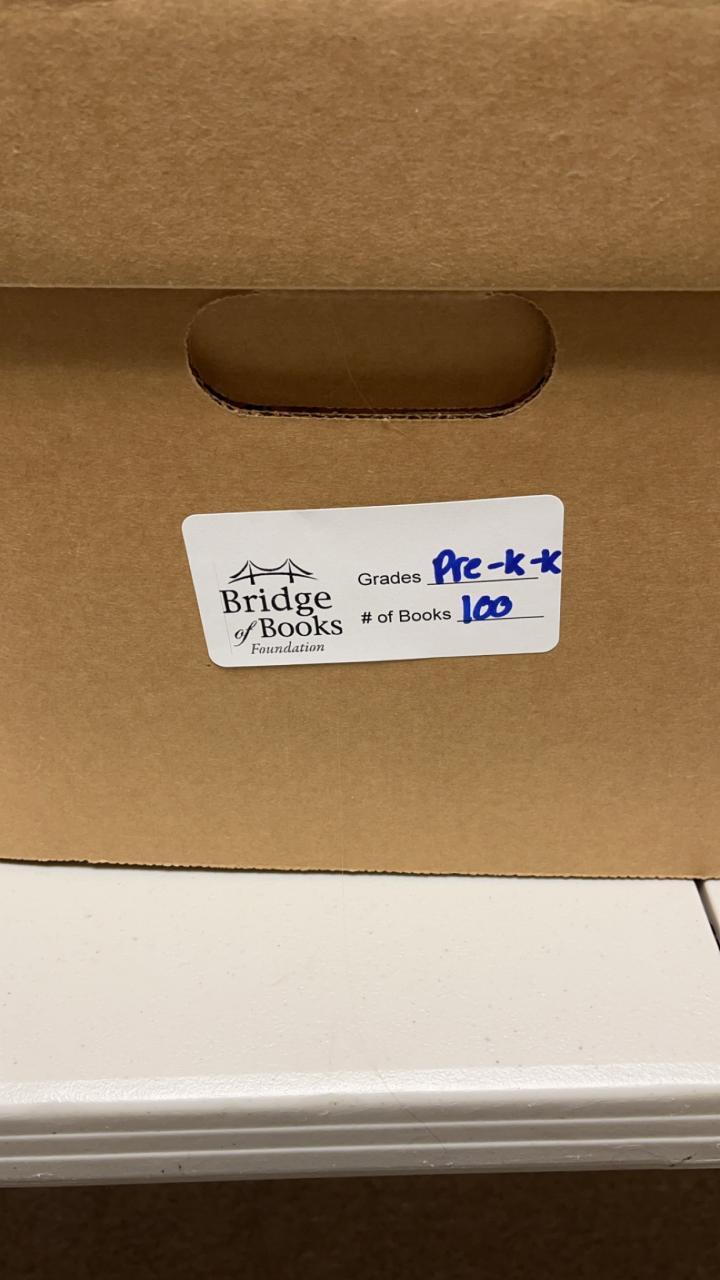 Bridge
of Books
Foundation
Grades Pre-K-K
# of Books 100